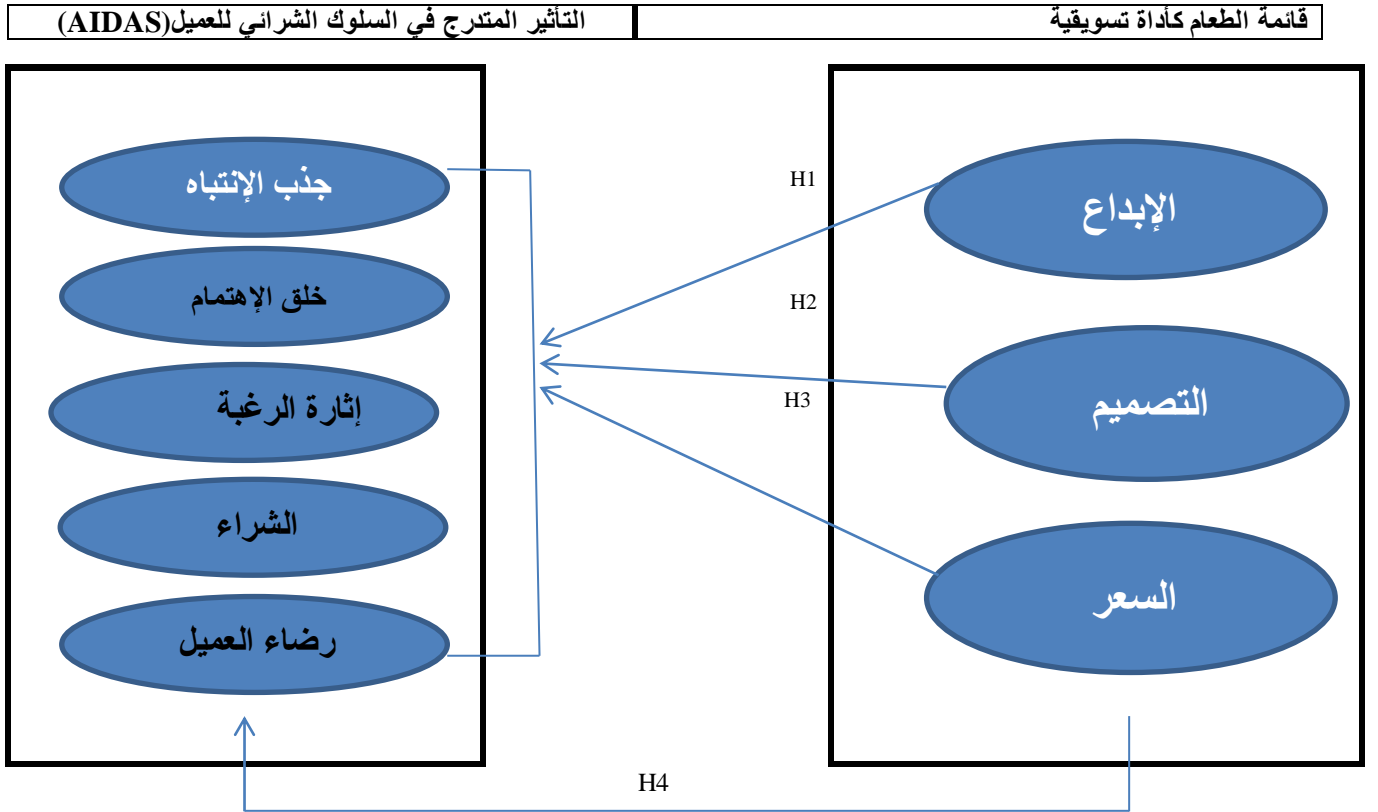 قائمة الطعام كأداة تسويقية
التأثير المتدرج في السلوك الشرائي للعميل(AIDAS)
الإبداع
التصميم
السعر
H1
H2
H3
جذب الإنتباه
خلق الإهتمام
إثارة الرغبة
الشراء
رضاء العميل
H4